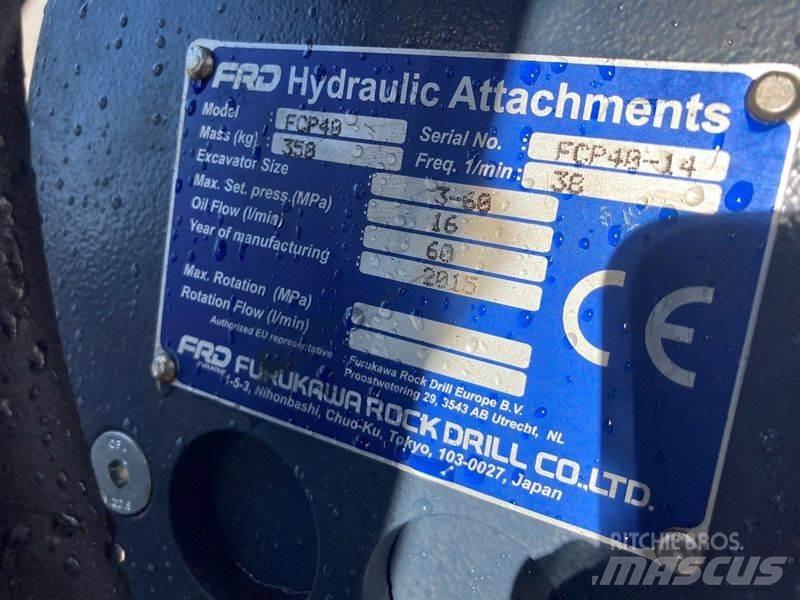 FRD Hydraulic Attachments
Model FCP40 Serial No. : FCP40-14
Mass (kg) 350 Freq. 1/min : 38
Excavator Size 3-60
Max. Set. press.(MPa) 16
Oil Flow (l/min) 60
Year of manufacturing 2015
Max. Rotation (MPa)
Rotation Flow (l/min)
Authorized EU representative : Furukawa Rock Drill Europe B.V.
Proostwetering 29, 3543 AB Utrecht, NL
FRD FURUKAWA ROCK DRILL CO.,LTD.
1-5-3, Nihonbashi, Chuo-Ku, Tokyo, 103-0027, Japan
CE
RITCHIE BROS.
MASCUS